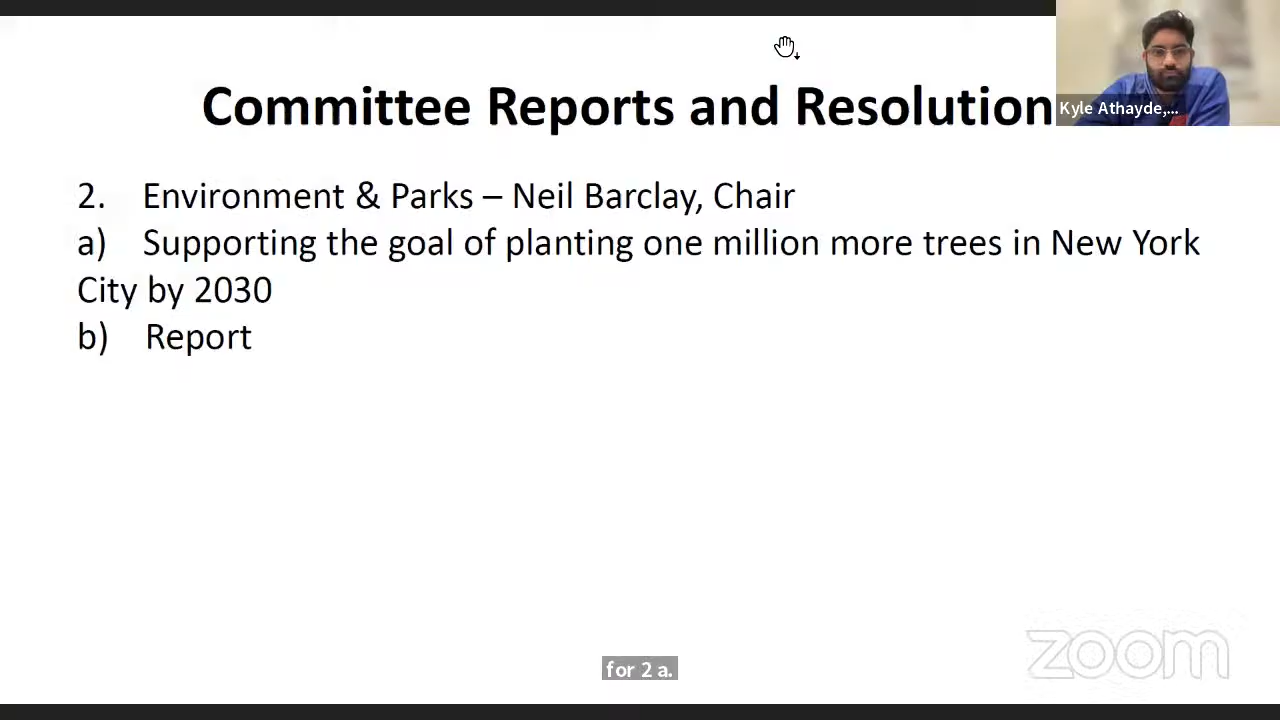 Committee Reports and Resolution
Kyle Athayde,...
2. Environment & Parks – Neil Barclay, Chair
a) Supporting the goal of planting one million more trees in New York
City by 2030
b) Report
zoom
for 2 a.